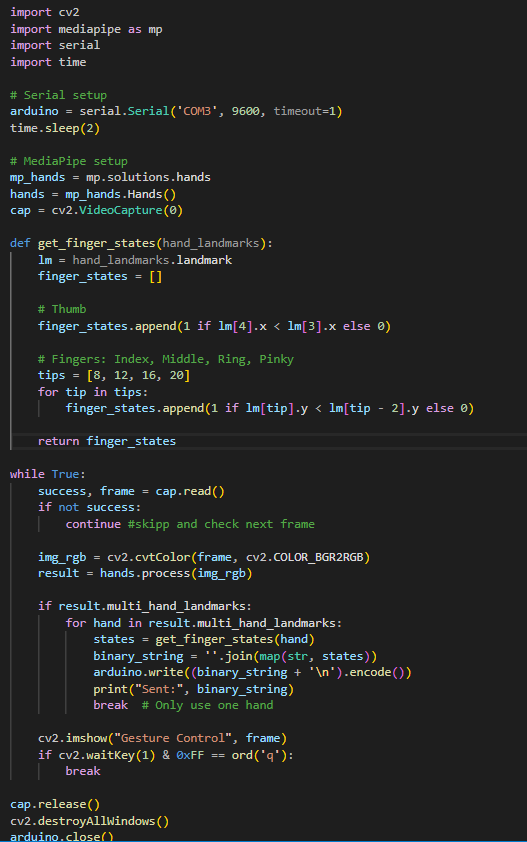 import cv2
import mediapipe as mp
import serial
import time

# Serial setup
arduino = serial.Serial('COM3', 9600, timeout=1)
time.sleep(2)

# MediaPipe setup
mp_hands = mp.solutions.hands
hands = mp_hands.Hands()
cap = cv2.VideoCapture(0)

def get_finger_states(hand_landmarks):
    lm = hand_landmarks.landmark
    finger_states = []

    # Thumb
    finger_states.append(1 if lm[4].x < lm[3].x else 0)

    # Fingers: Index, Middle, Ring, Pinky
    tips = [8, 12, 16, 20]
    for tip in tips:
        finger_states.append(1 if lm[tip].y < lm[tip - 2].y else 0)

    return finger_states

while True:
    success, frame = cap.read()
    if not success:
        continue #skipp and check next frame

    img_rgb = cv2.cvtColor(frame, cv2.COLOR_BGR2RGB)
    result = hands.process(img_rgb)

    if result.multi_hand_landmarks:
        for hand in result.multi_hand_landmarks:
            states = get_finger_states(hand)
            binary_string = ''.join(map(str, states))
            arduino.write((binary_string + '\n').encode())
            print("Sent:", binary_string)
            break  # Only use one hand

    cv2.imshow("Gesture Control", frame)
    if cv2.waitKey(1) & 0xFF == ord('q'):
        break

cap.release()
cv2.destroyAllWindows()
arduino.close()